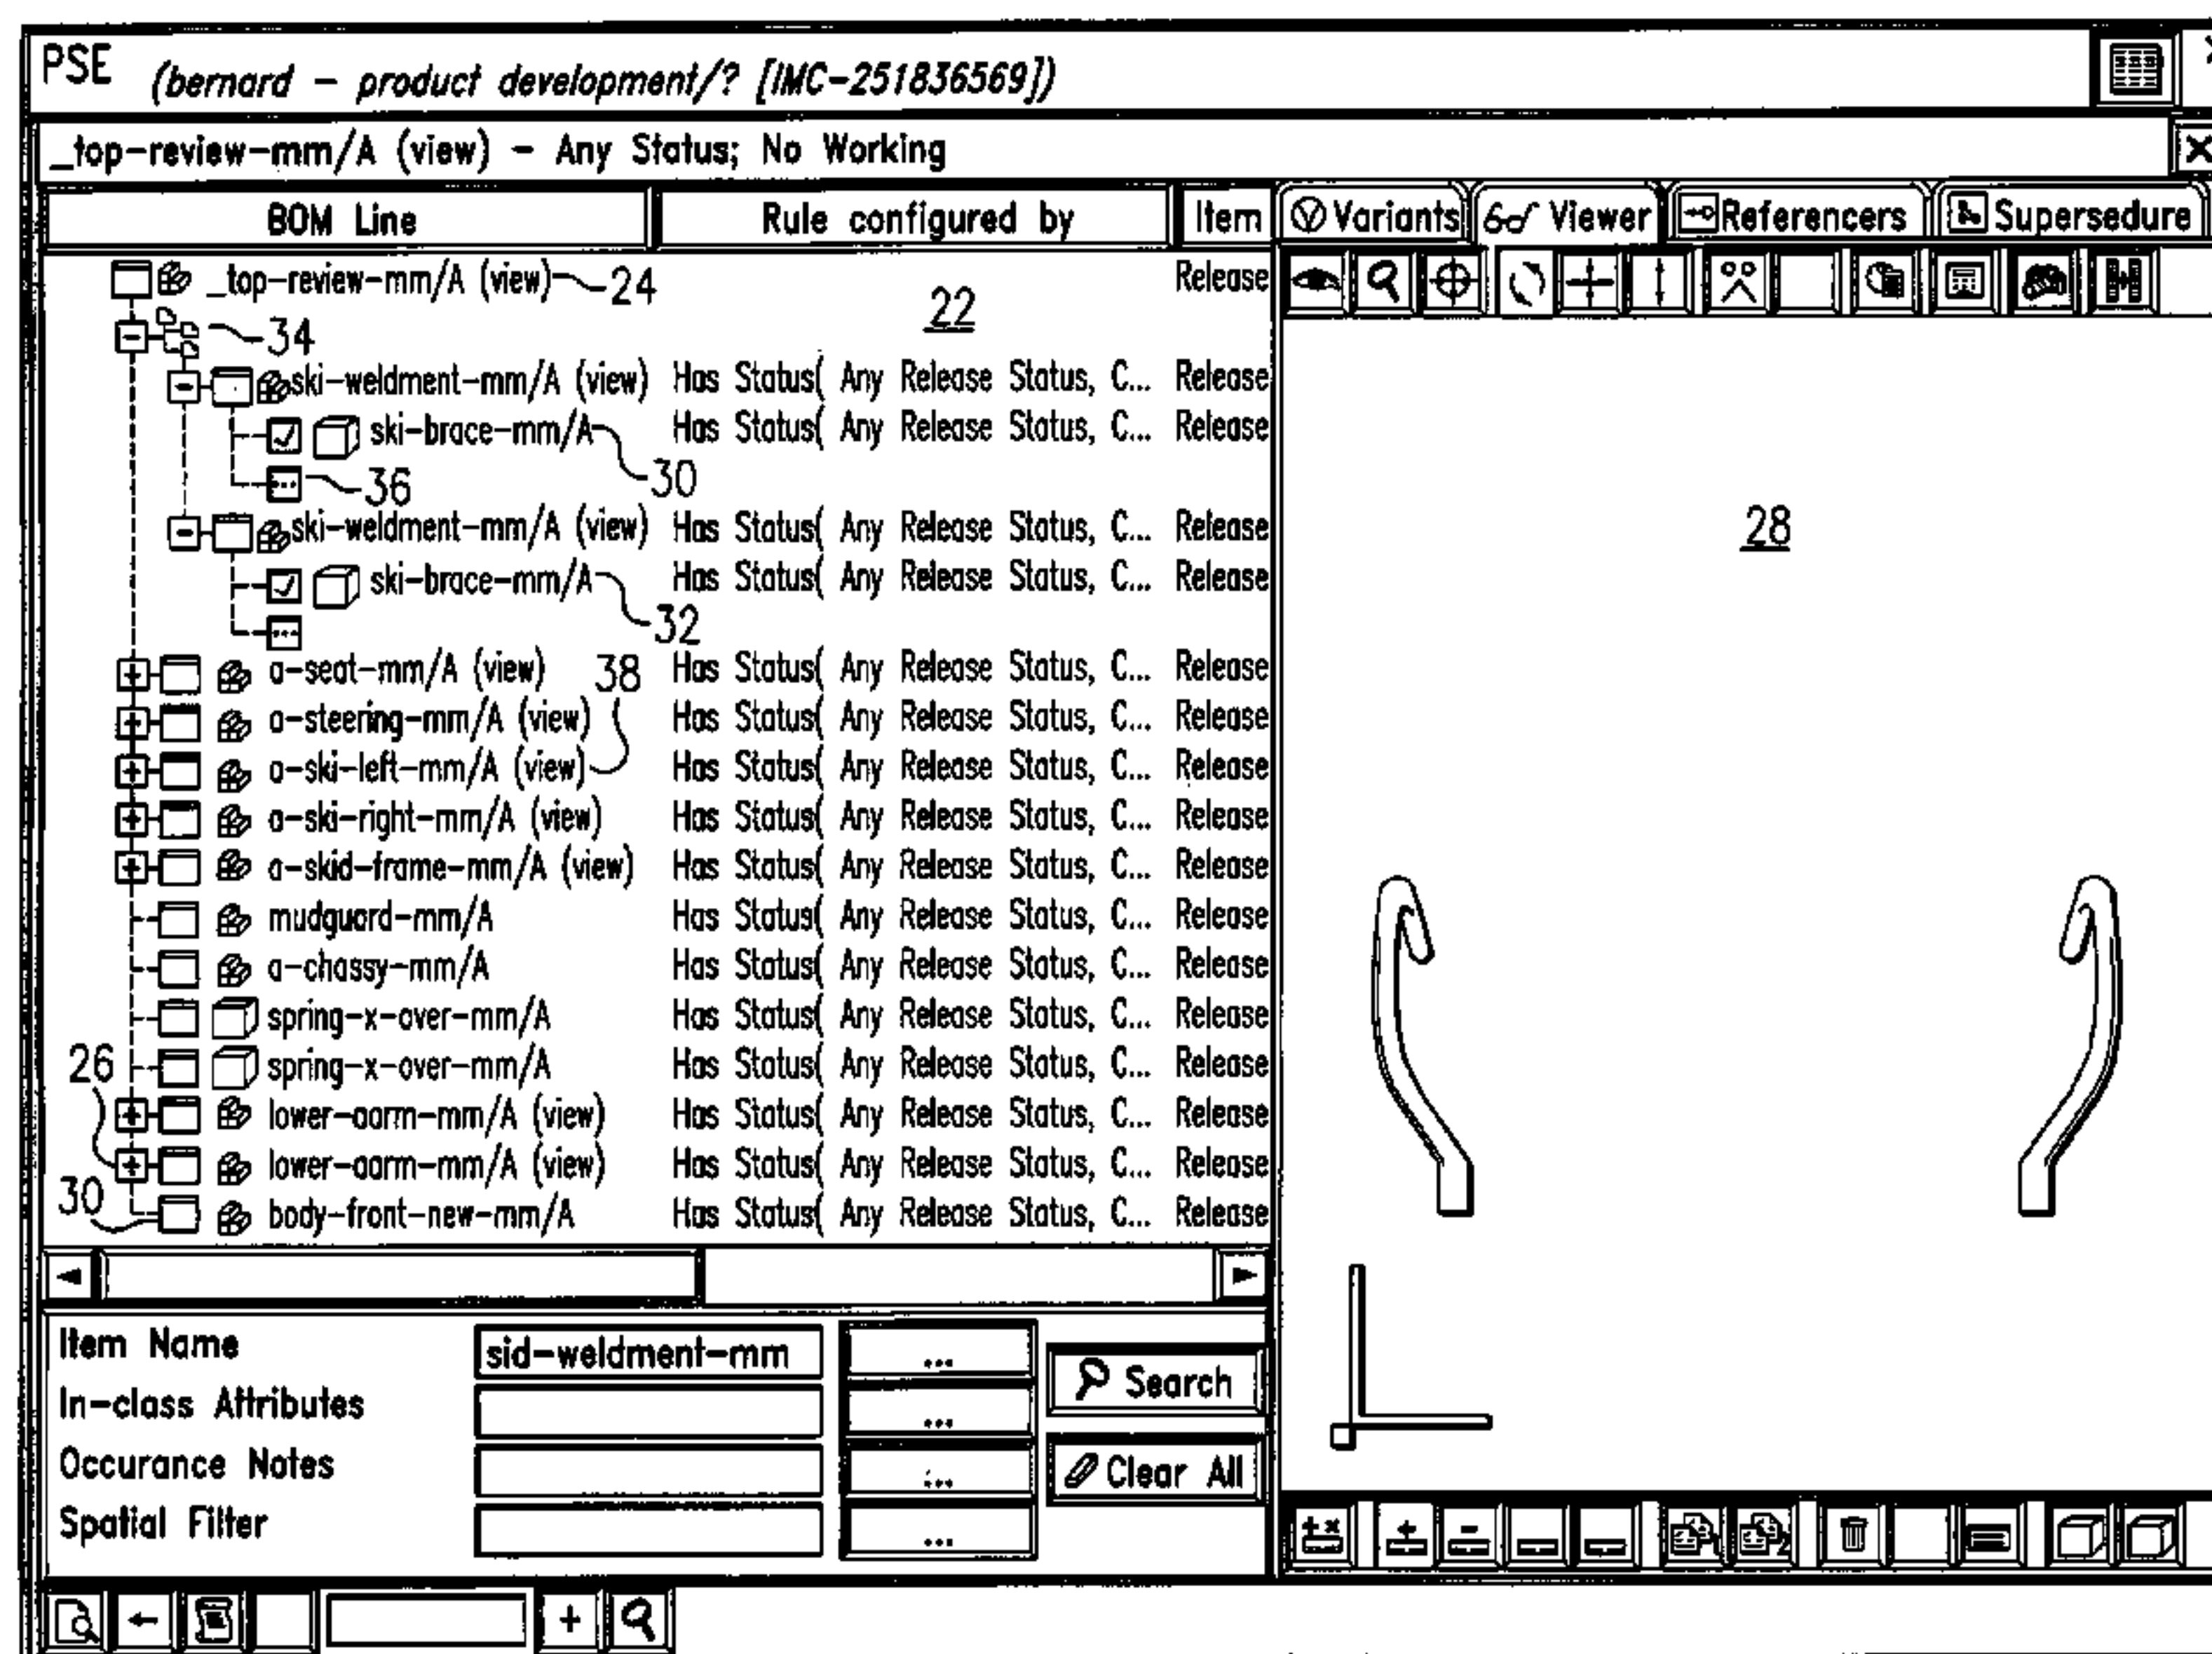 PSE (bernard - product development/? [IMC-251836569])
_top-review-mm/A (view) - Any Status; No Working
BOM Line Rule configured by Item Variants Viewer Referencers Supersedure
_top-review-mm/A (view) 24 22 Release
34
ski-weldment-mm/A (view) Has Status( Any Release Status, C... Release
ski-brace-mm/A Has Status( Any Release Status, C... Release
36 30
ski-weldment-mm/A (view) Has Status( Any Release Status, C... Release
28
ski-brace-mm/A Has Status( Any Release Status, C... Release
32
a-seat-mm/A (view) 38 Has Status( Any Release Status, C... Release
a-steering-mm/A (view) Has Status( Any Release Status, C... Release
a-ski-left-mm/A (view) Has Status( Any Release Status, C... Release
a-ski-right-mm/A (view) Has Status( Any Release Status, C... Release
a-skid-frame-mm/A (view) Has Status( Any Release Status, C... Release
mudguard-mm/A Has Status( Any Release Status, C... Release
a-chassy-mm/A Has Status( Any Release Status, C... Release
spring-x-over-mm/A Has Status( Any Release Status, C... Release
26 spring-x-over-mm/A Has Status( Any Release Status, C... Release
lower-aarm-mm/A (view) Has Status( Any Release Status, C... Release
lower-aarm-mm/A (view) Has Status( Any Release Status, C... Release
30 body-front-new-mm/A Has Status( Any Release Status, C... Release
Item Name sid-weldment-mm ...
Search
In-class Attributes ...
Occurance Notes ...
Clear All
Spatial Filter ...